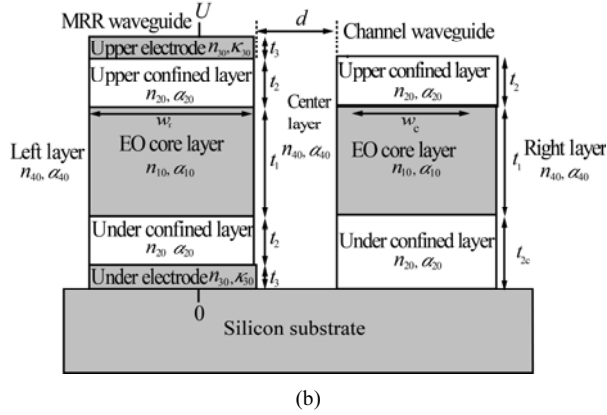 MRR waveguide
U
d
Channel waveguide
Upper electrode n30, κ30
t3
Upper confined layer
n20, α20
t2
Upper confined layer
n20, α20
t2
Left layer
n40, α40
wr
EO core layer
n10, α10
t1
Center
layer
n40, α40
wc
EO core layer
n10, α10
t1
Right layer
n40, α40
Under confined layer
n20 α20
t2
Under confined layer
n20, α20
t2c
Under electrode n30, κ30
t3
0
Silicon substrate
(b)